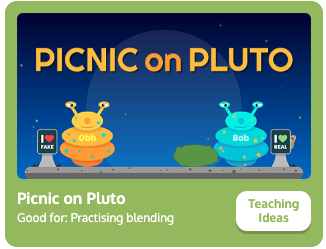 PICNIC on PLUTO
I ❤ FAKE
Obb
Bob
I ❤ REAL
Picnic on Pluto
Good for: Practising blending
Teaching
Ideas